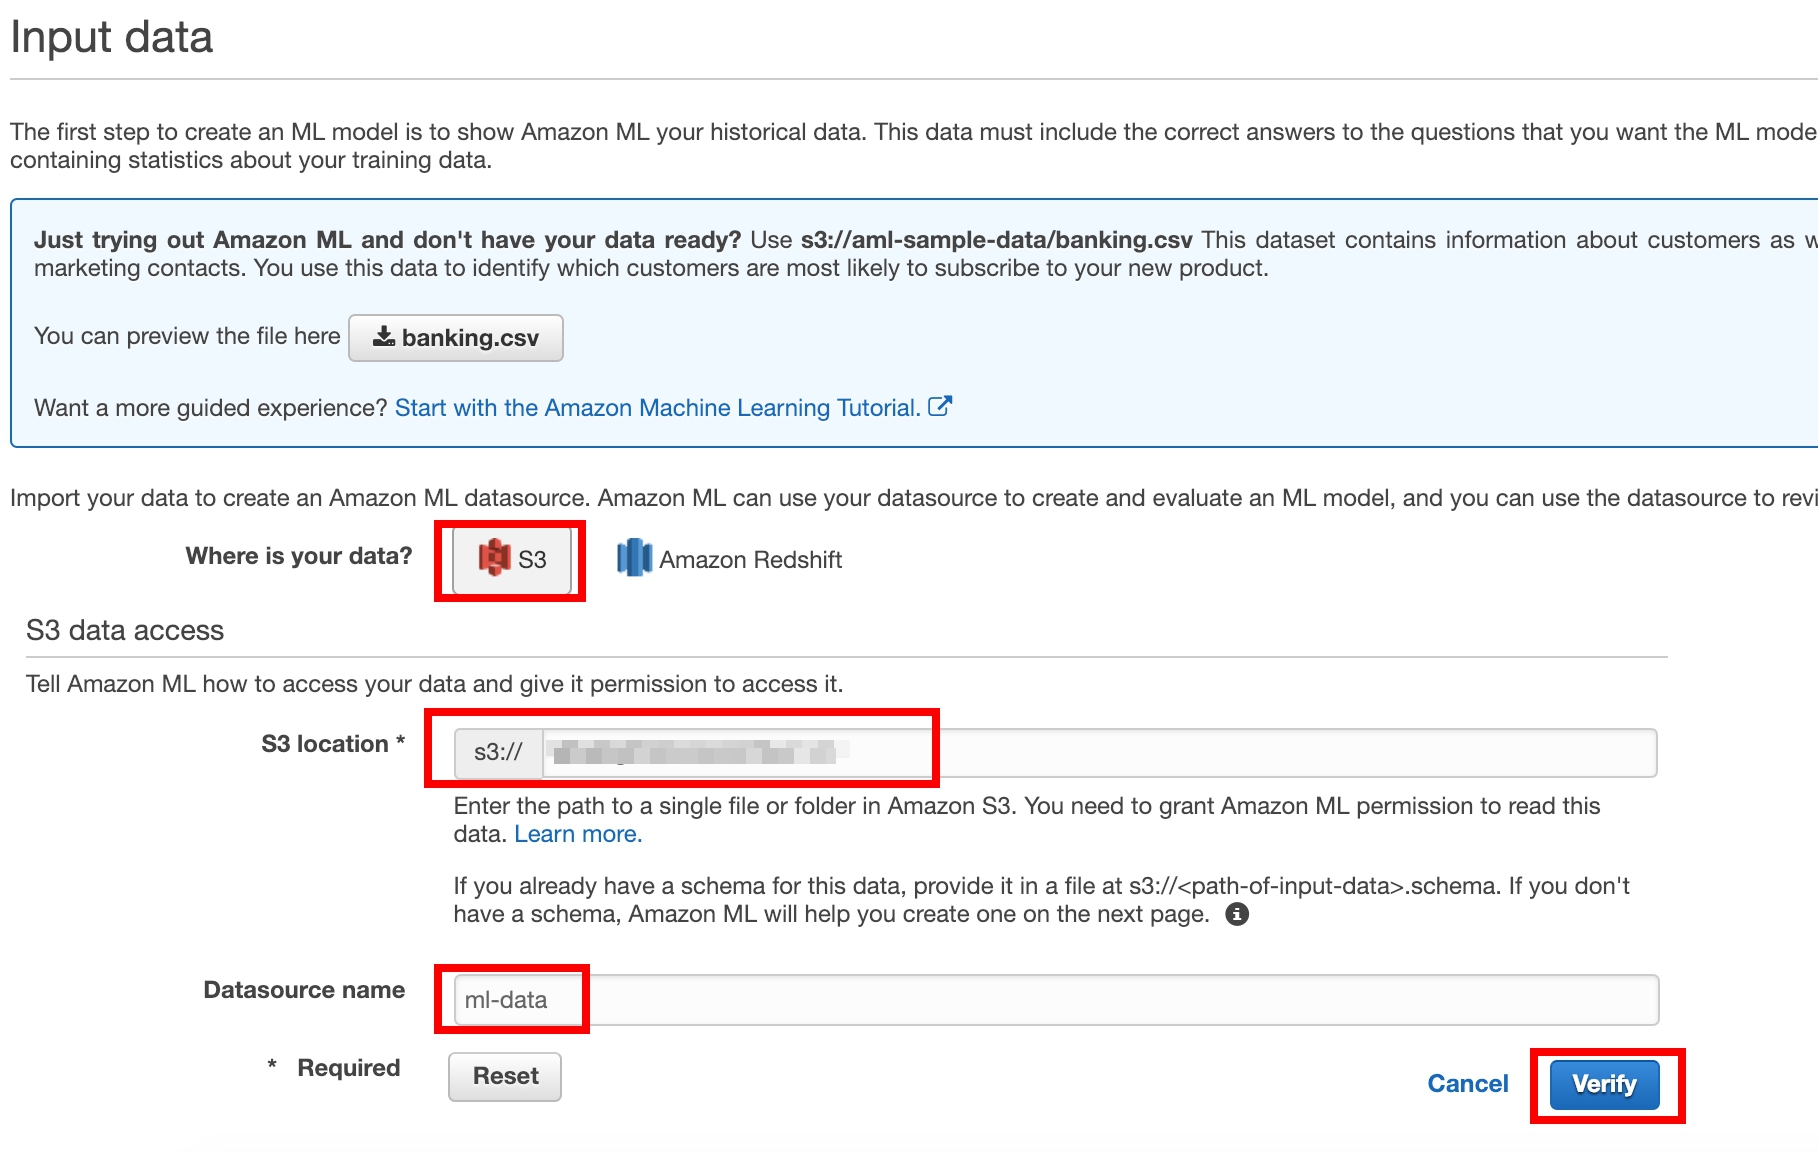 Input data
The first step to create an ML model is to show Amazon ML your historical data. This data must include the correct answers to the questions that you want the ML mode
containing statistics about your training data.
Just trying out Amazon ML and don't have your data ready? Use s3://aml-sample-data/banking.csv This dataset contains information about customers as w
marketing contacts. You use this data to identify which customers are most likely to subscribe to your new product.
You can preview the file here banking.csv
Want a more guided experience? Start with the Amazon Machine Learning Tutorial.
Import your data to create an Amazon ML datasource. Amazon ML can use your datasource to create and evaluate an ML model, and you can use the datasource to revi
Where is your data? S3 Amazon Redshift
S3 data access
Tell Amazon ML how to access your data and give it permission to access it.
S3 location * s3://
Enter the path to a single file or folder in Amazon S3. You need to grant Amazon ML permission to read this
data. Learn more.
If you already have a schema for this data, provide it in a file at s3://<path-of-input-data>.schema. If you don't
have a schema, Amazon ML will help you create one on the next page.
Datasource name ml-data
* Required Reset Cancel Verify